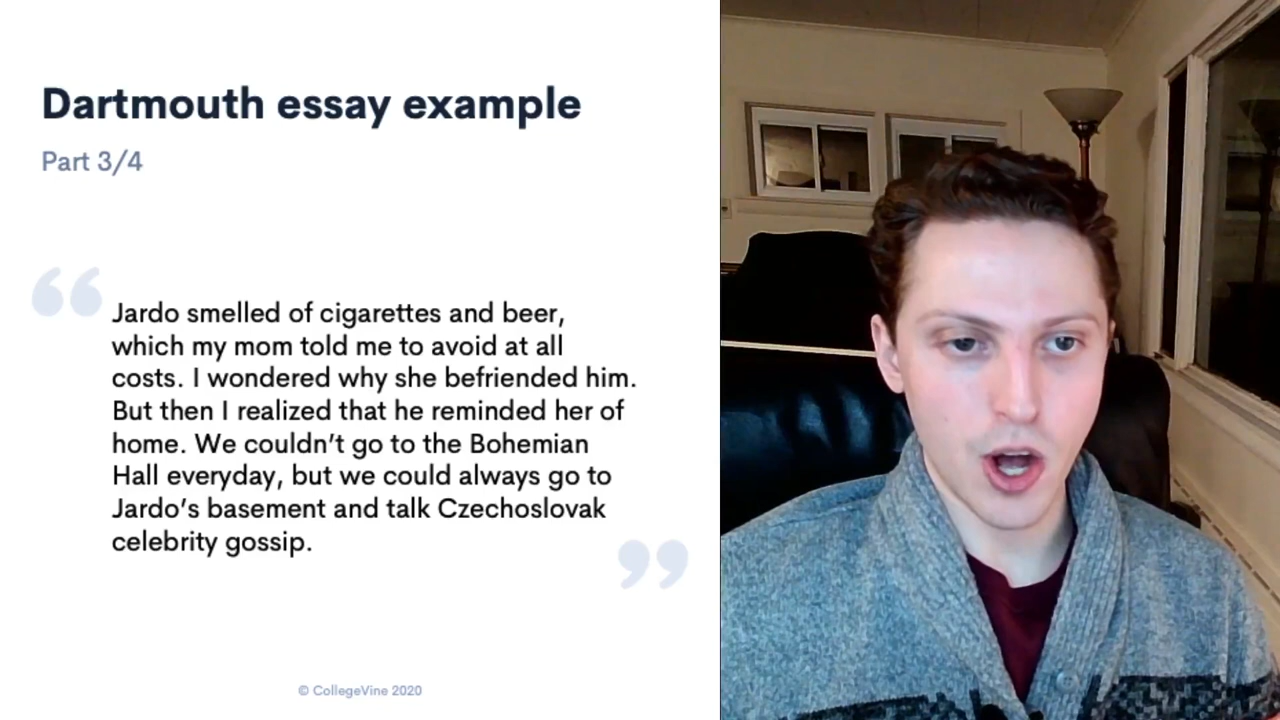 Dartmouth essay example
Part 3/4
“
Jardo smelled of cigarettes and beer,
which my mom told me to avoid at all
costs. I wondered why she befriended him.
But then I realized that he reminded her of
home. We couldn’t go to the Bohemian
Hall everyday, but we could always go to
Jardo’s basement and talk Czechoslovak
celebrity gossip.
”
© CollegeVine 2020